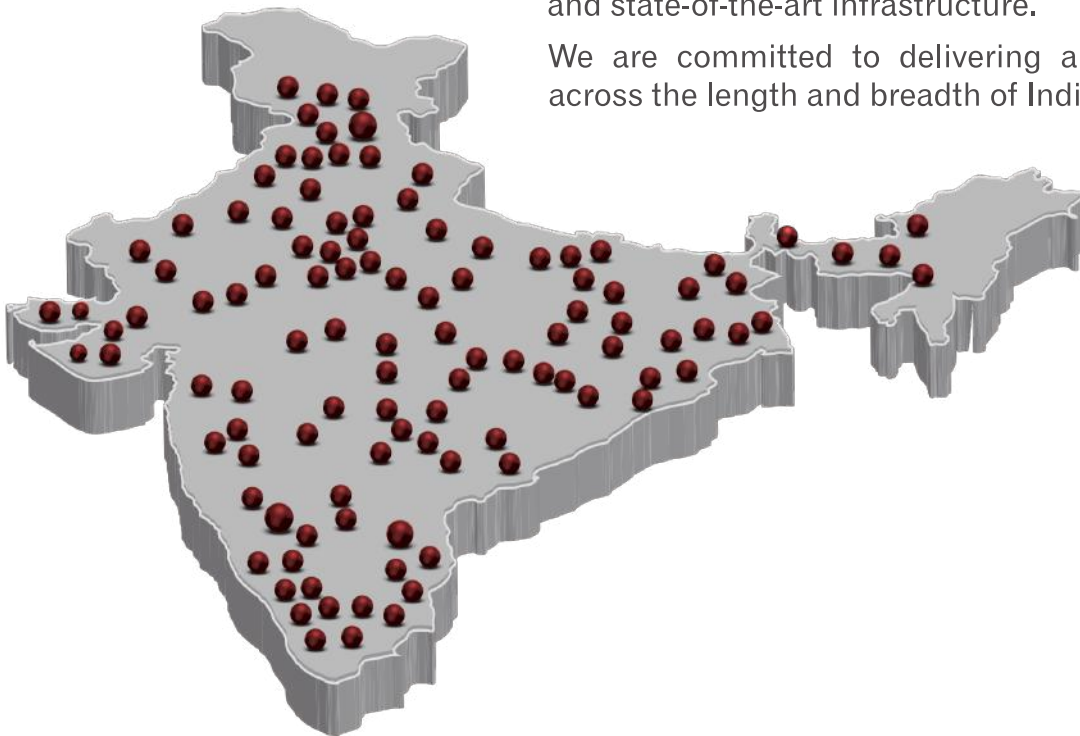 and state-of-the-art infrastructure.
We are committed to delivering a
across the length and breadth of Indi